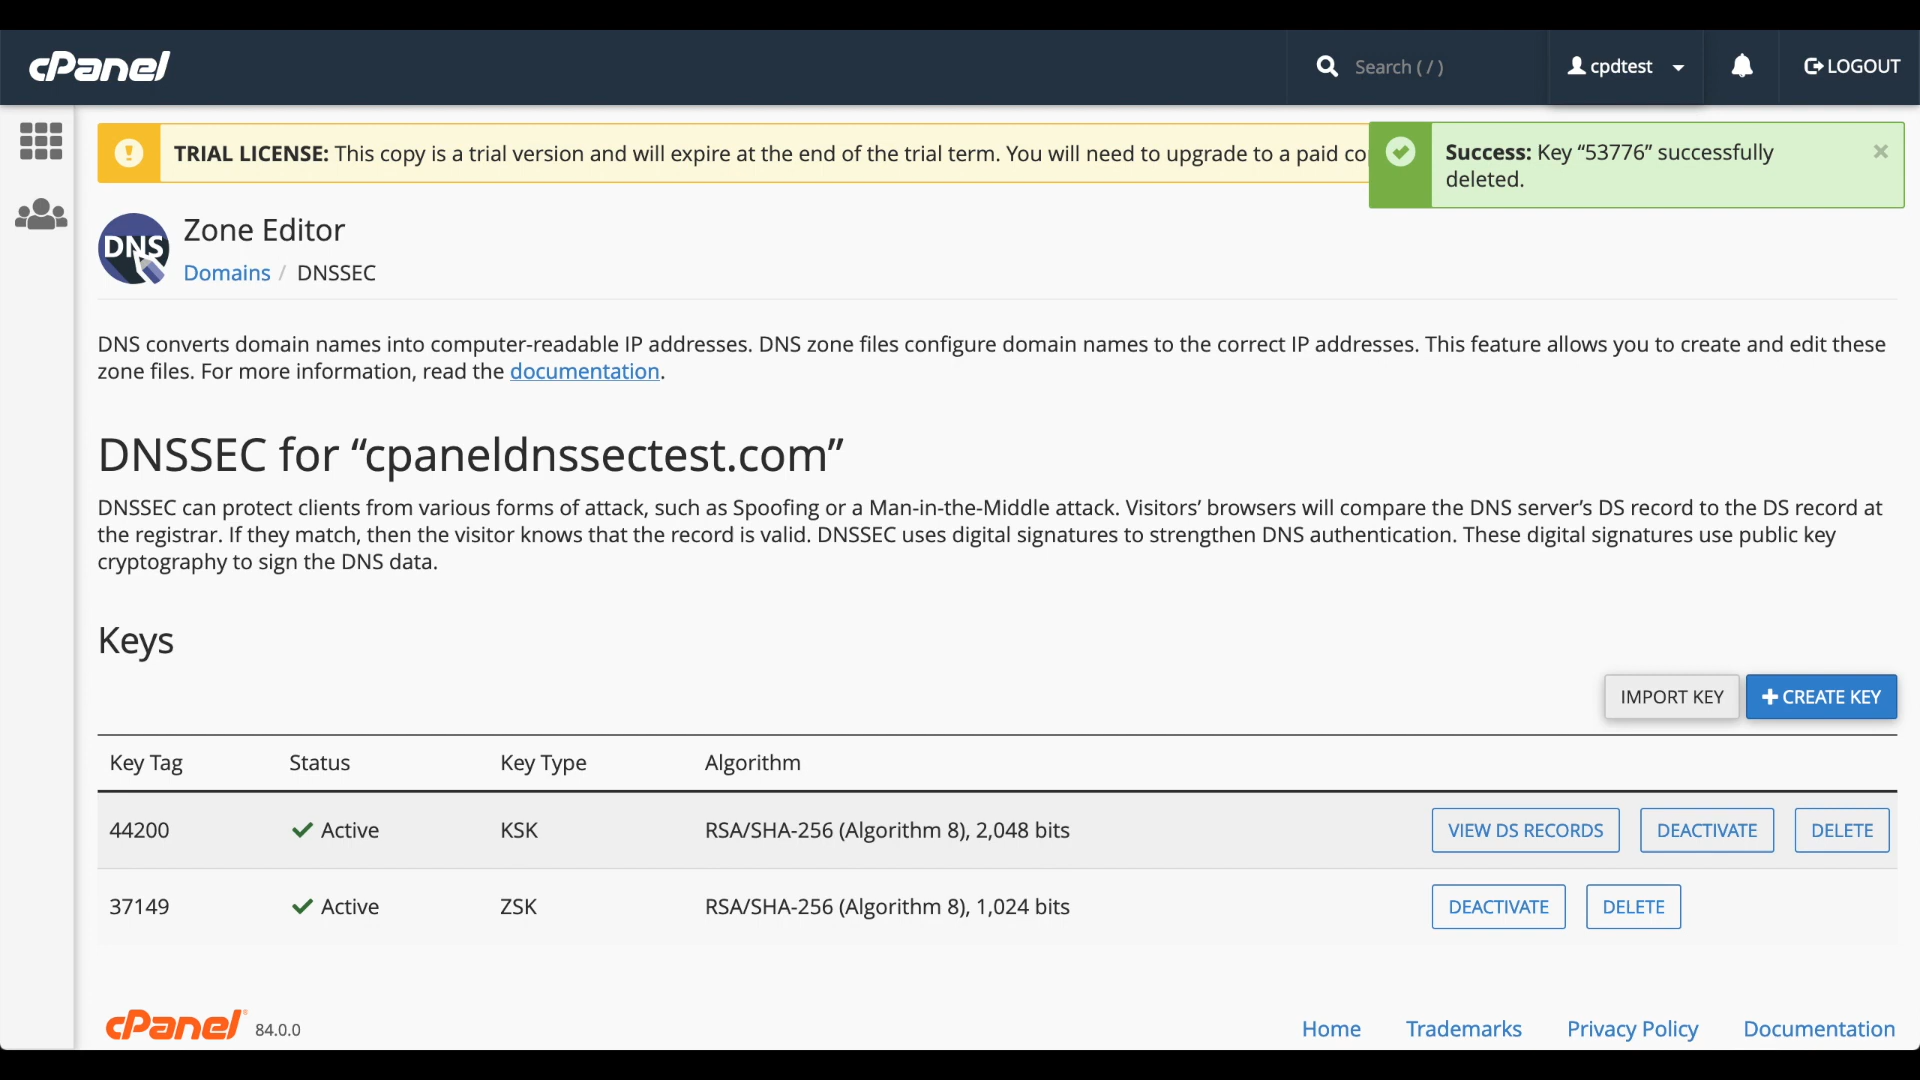 cPanel
Search ( / )
cpdtest
LOGOUT
TRIAL LICENSE: This copy is a trial version and will expire at the end of the trial term. You will need to upgrade to a paid
Success: Key “53776” successfully
deleted.
DNS
Zone Editor
Domains / DNSSEC
DNS converts domain names into computer-readable IP addresses. DNS zone files configure domain names to the correct IP addresses. This feature allows you to create and edit these
zone files. For more information, read the documentation.
DNSSEC for “cpaneldnssectest.com”
DNSSEC can protect clients from various forms of attack, such as Spoofing or a Man-in-the-Middle attack. Visitors’ browsers will compare the DNS server’s DS record to the DS record at
the registrar. If they match, then the visitor knows that the record is valid. DNSSEC uses digital signatures to strengthen DNS authentication. These digital signatures use public key
cryptography to sign the DNS data.
Keys
IMPORT KEY
+ CREATE KEY
Key Tag Status Key Type Algorithm
44200 Active KSK RSA/SHA-256 (Algorithm 8), 2,048 bits VIEW DS RECORDS DEACTIVATE DELETE
37149 Active ZSK RSA/SHA-256 (Algorithm 8), 1,024 bits DEACTIVATE DELETE
cPanel® 84.0.0
Home Trademarks Privacy Policy Documentation